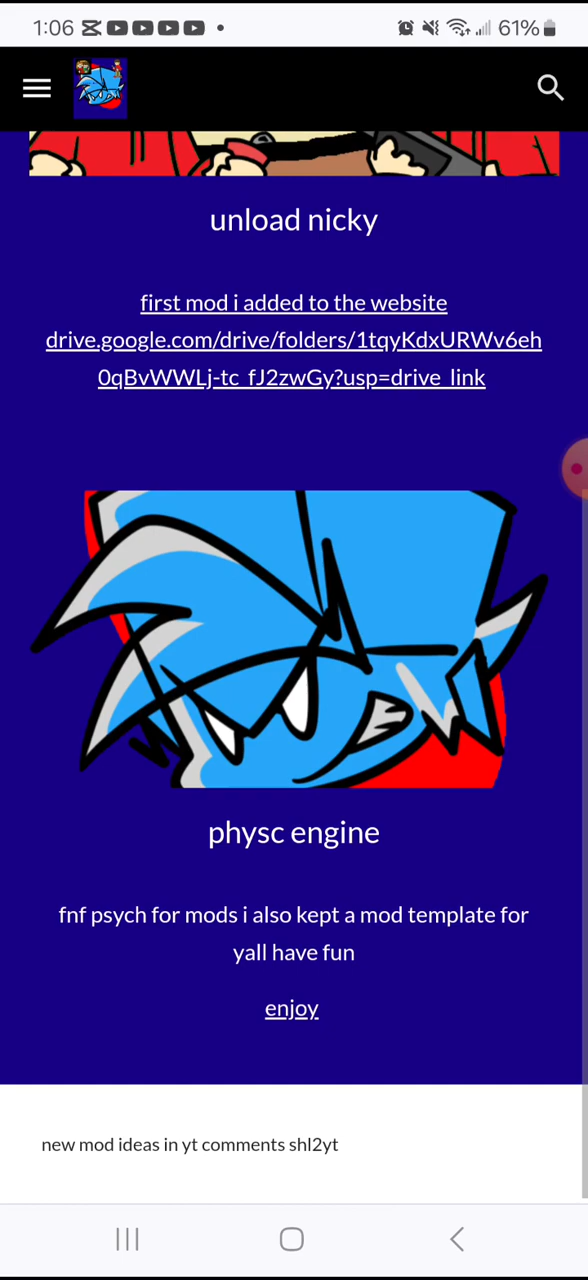 1:06
61%
unload nicky
first mod i added to the website
drive.google.com/drive/folders/1tqyKdxURWv6eh
0qBvWWLj-tc_fJ2zwGy?usp=drive_link
physc engine
fnf psych for mods i also kept a mod template for
yall have fun
enjoy
new mod ideas in yt comments shl2yt